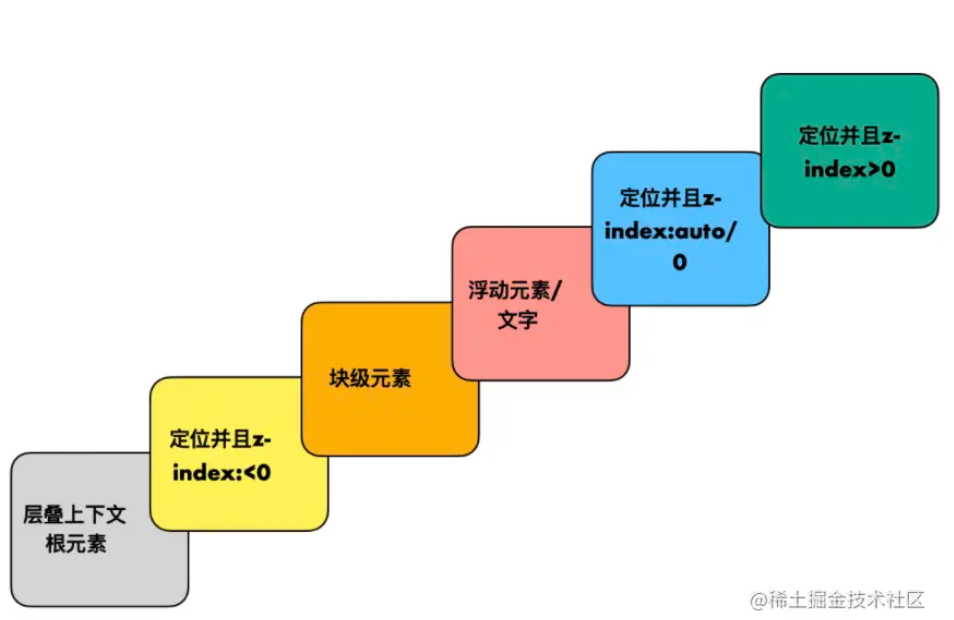 定位并且z-
index>0
定位并且z-
index:auto/
0
浮动元素/
文字
块级元素
定位并且z-
index:<0
层叠上下文
根元素
@稀土掘金技术社区